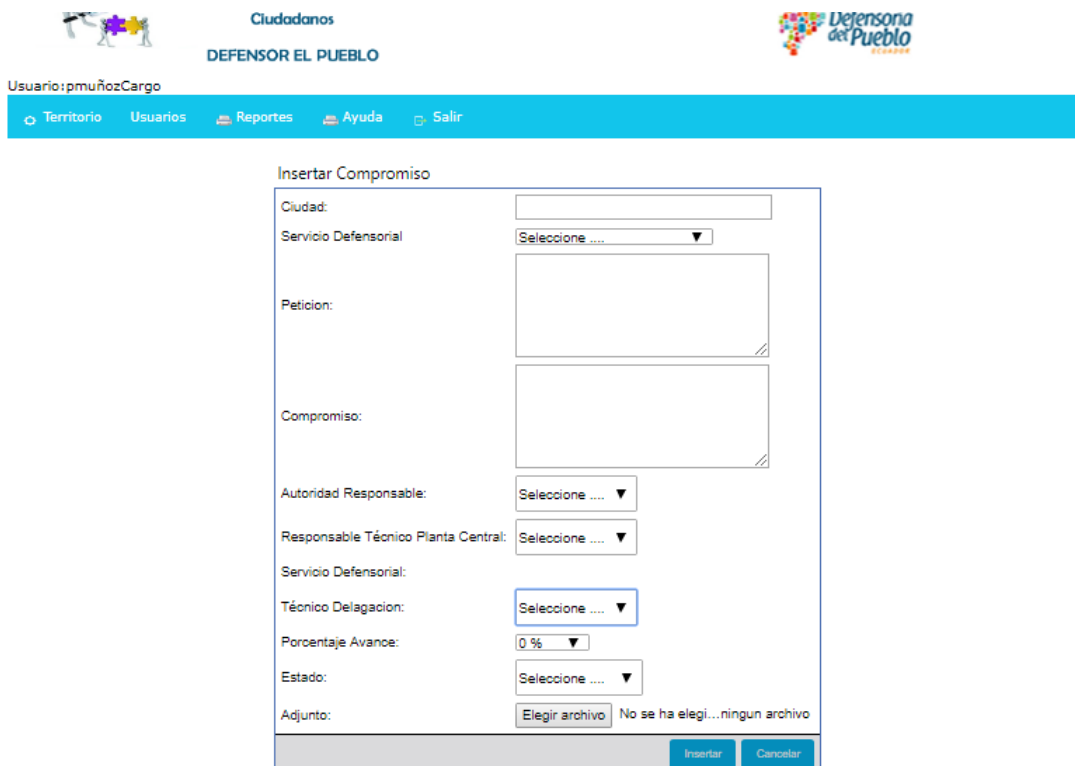 Ciudadanos
DEFENSOR EL PUEBLO
Defensoría
del Pueblo
ECUADOR
Usuario:pmuñozCargo
Territorio Usuarios Reportes Ayuda Salir
Insertar Compromiso
Ciudad:
Servicio Defensorial Seleccione ....
Peticion:
Compromiso:
Autoridad Responsable: Seleccione ....
Responsable Técnico Planta Central: Seleccione ....
Servicio Defensorial:
Técnico Delagacion: Seleccione ....
Porcentaje Avance: 0 %
Estado: Seleccione ....
Adjunto: Elegir archivo No se ha elegi...ningun archivo
Insertar Cancelar